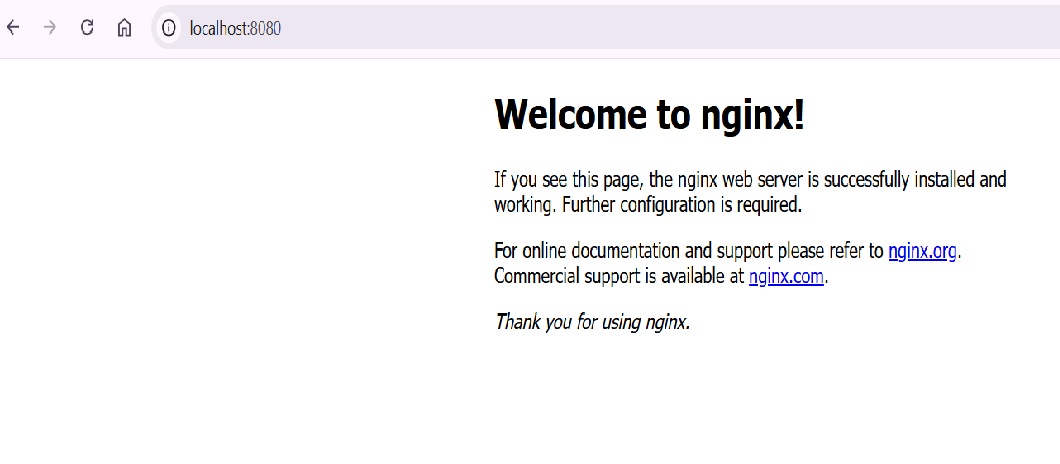 localhost:8080
Welcome to nginx!
If you see this page, the nginx web server is successfully installed and
working. Further configuration is required.
For online documentation and support please refer to nginx.org.
Commercial support is available at nginx.com.
Thank you for using nginx.